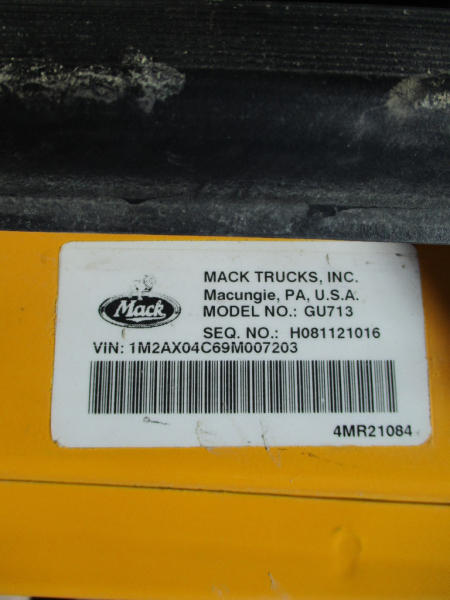 Mack
MACK TRUCKS, INC.
Macungie, PA, U.S.A.
MODEL NO.: GU713
SEQ. NO.: H081121016
VIN: 1M2AX04C69M007203
4MR21084